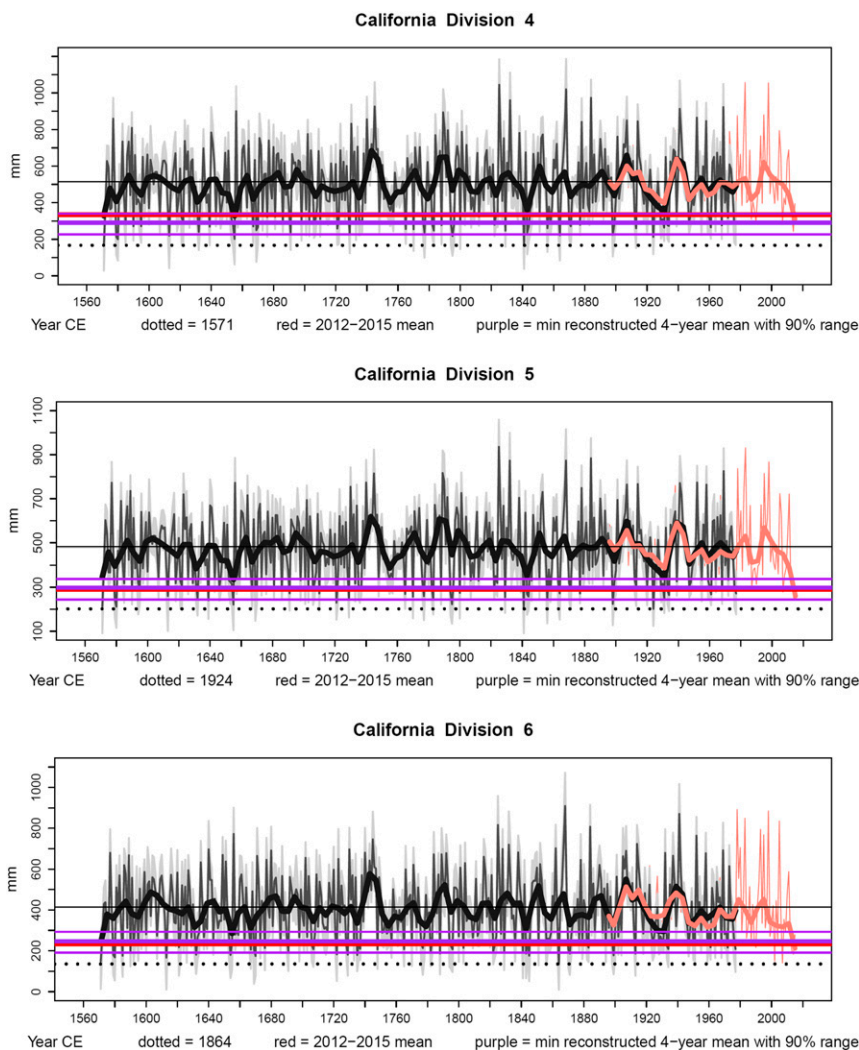 California Division 4
1000
800
600
400
200
0
mm
1560 1600 1640 1680 1720 1760 1800 1840 1880 1920 1960 2000
Year CE dotted = 1571 red = 2012−2015 mean purple = min reconstructed 4−year mean with 90% range
California Division 5
1100
900
700
500
300
100
mm
1560 1600 1640 1680 1720 1760 1800 1840 1880 1920 1960 2000
Year CE dotted = 1924 red = 2012−2015 mean purple = min reconstructed 4−year mean with 90% range
California Division 6
1000
800
600
400
200
0
mm
1560 1600 1640 1680 1720 1760 1800 1840 1880 1920 1960 2000
Year CE dotted = 1864 red = 2012−2015 mean purple = min reconstructed 4−year mean with 90% range